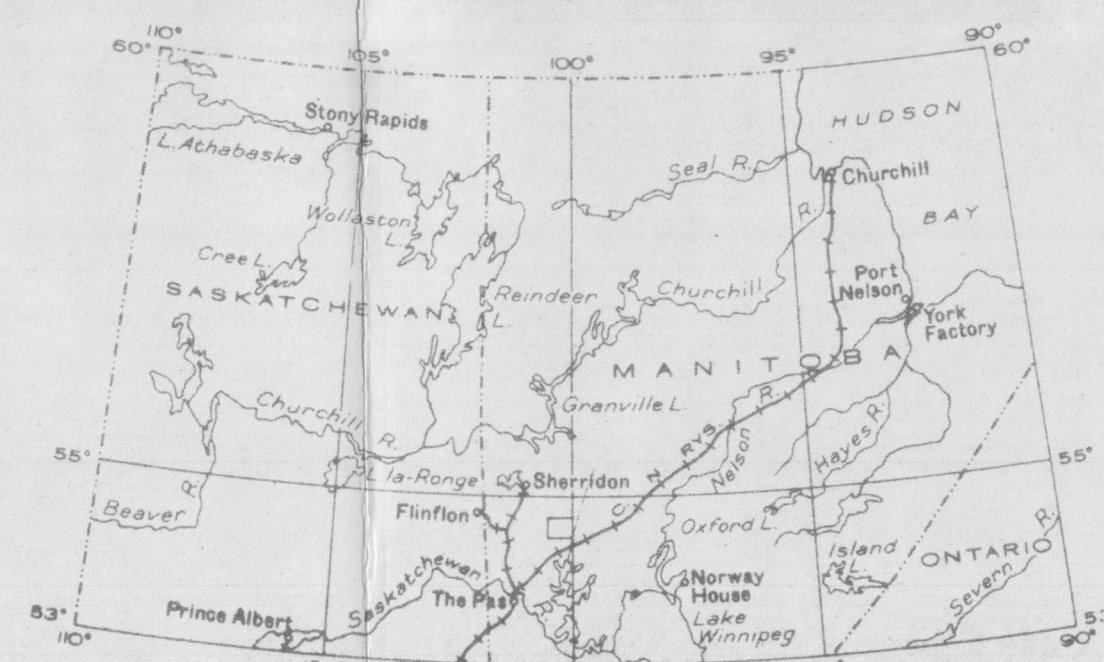 110°
60°
105°
100°
95°
90°
60°
HUDSON
BAY
Stony Rapids
L. Athabaska
Seal R.
Churchill
Wollaston
L.
R.
Cree L.
SASKATCHEWAN
Reindeer
L.
Churchill
Port
Nelson
York
Factory
MANITOBA
Granville L.
Churchill
R.
R.
Nelson
C. N. RYS.
Hayes R.
55°
55°
L. la-Ronge
Sherridon
Beaver
R.
Flinflon
Oxford L.
Island
L.
ONTARIO
Severn R.
Saskatchewan
R.
The Pas
Norway
House
Lake
Winnipeg
Prince Albert
53°
110°
53
90°